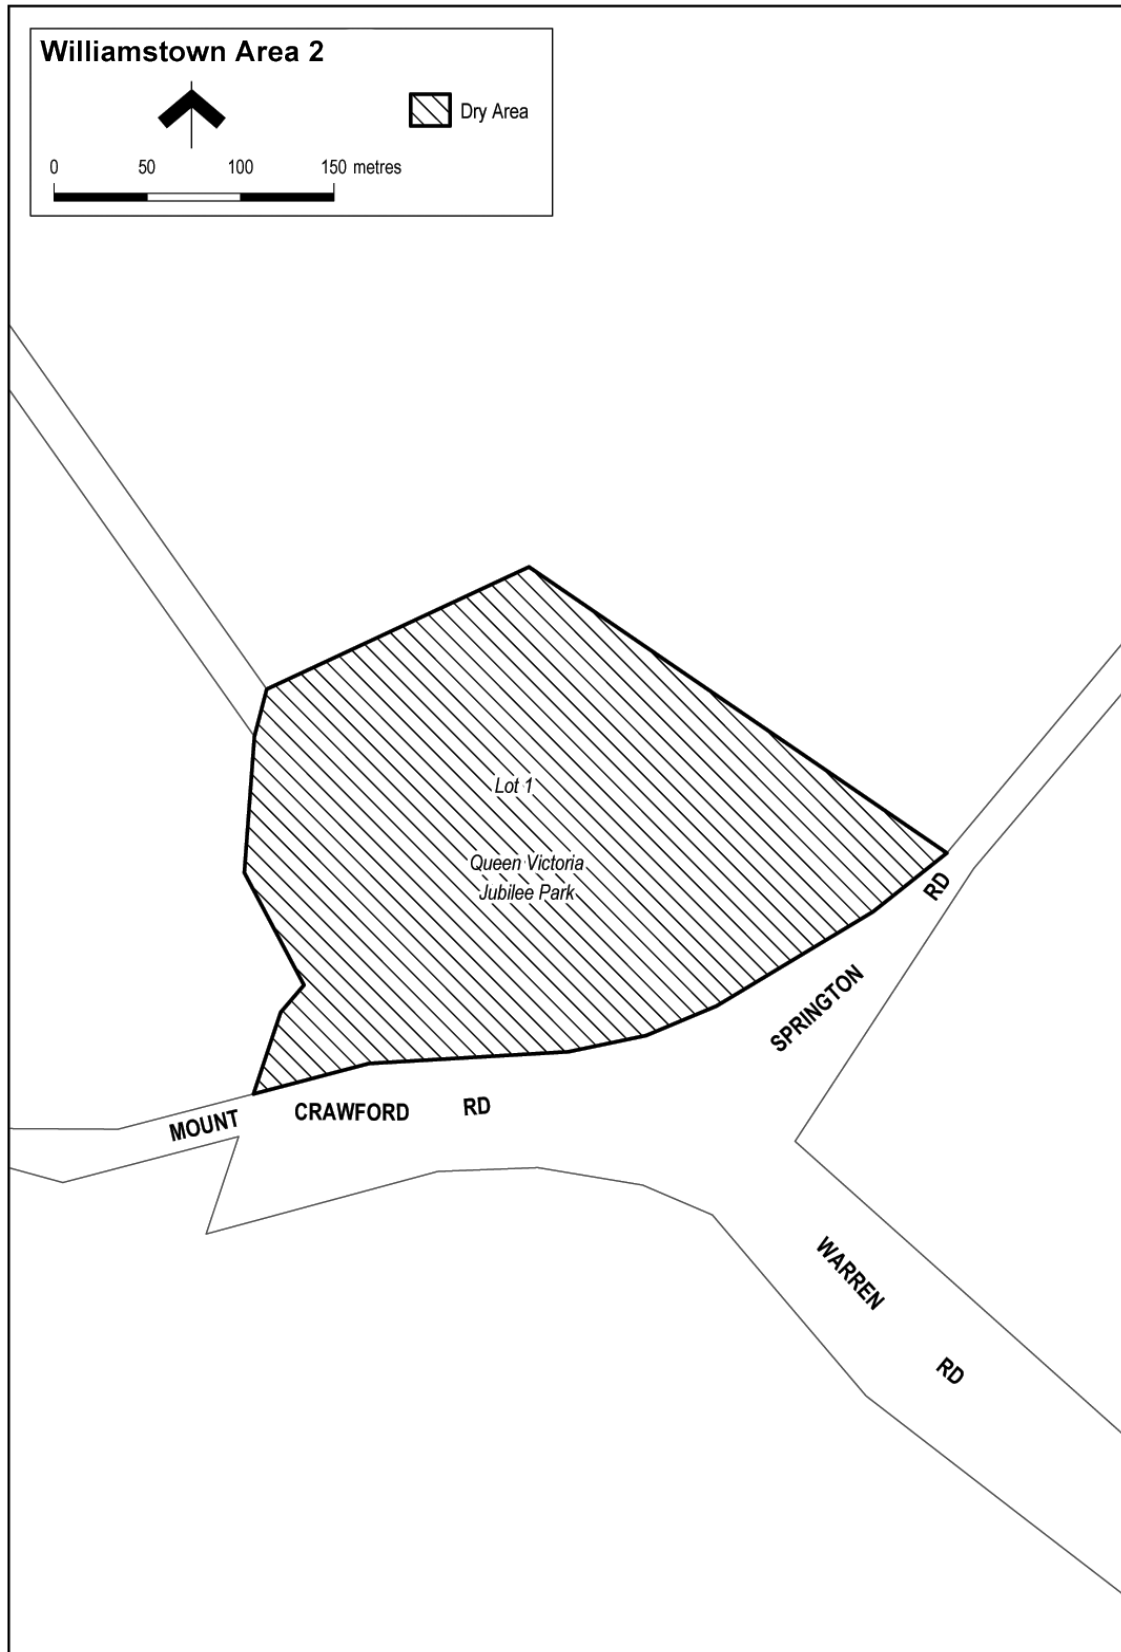 Williamstown Area 2
Dry Area
0 50 100 150 metres
Lot 1
Queen Victoria
Jubilee Park
RD
SPRINGTON
MOUNT CRAWFORD RD
WARREN
RD